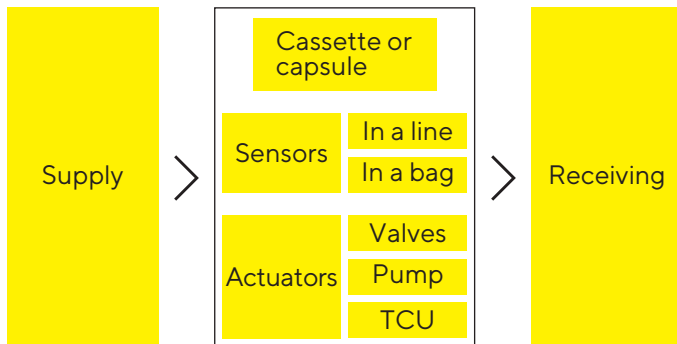 Supply
Cassette or
capsule
Sensors
In a line
In a bag
Actuators
Valves
Pump
TCU
Receiving